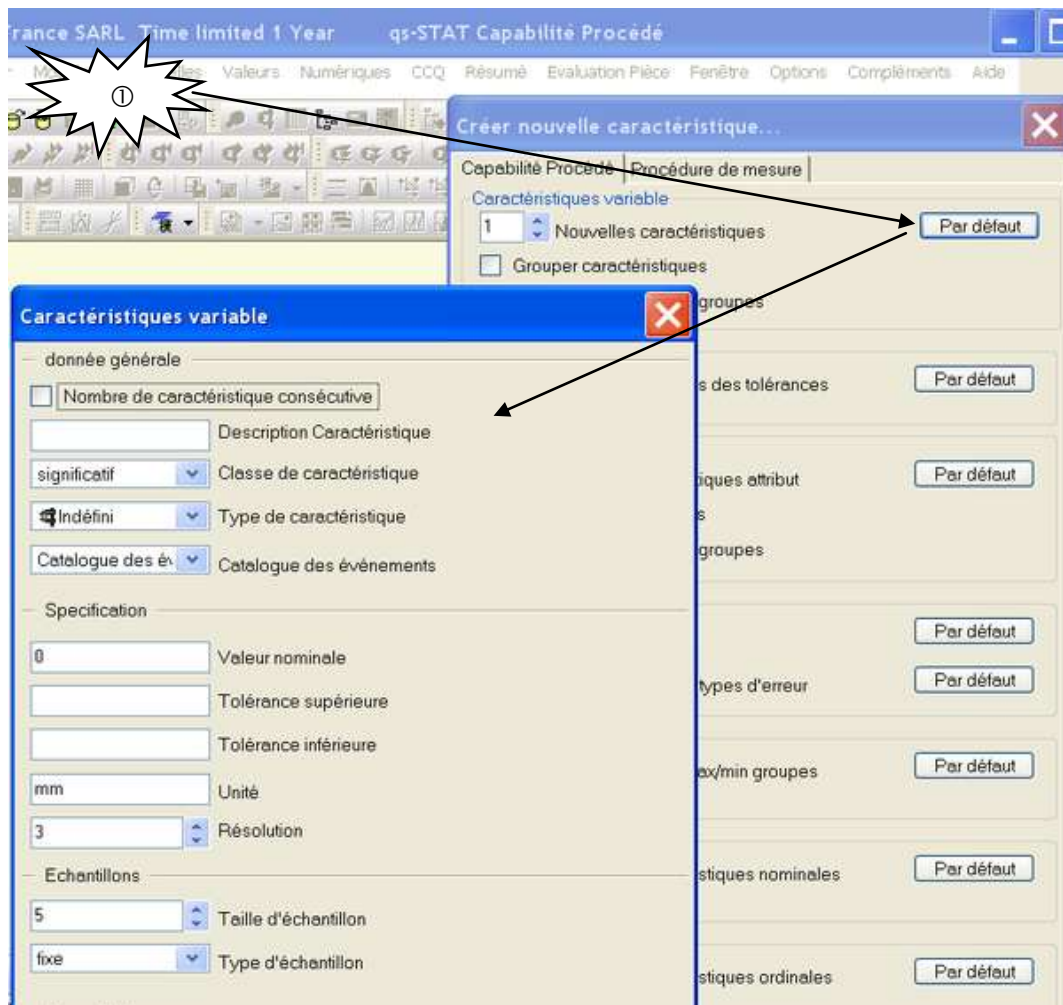 France SARL Time limited 1 Year qs-STAT Capabilité Procédé
Valeurs Numériques CCQ Résumé Evaluation Pièce Fenêtre Options Compléments Aide
①
Créer nouvelle caractéristique...
Capabilité Procédé Procédure de mesure
Caractéristiques variable
1 Nouvelles caractéristiques Par défaut
Grouper caractéristiques
groupes
s des tolérances Par défaut
iques attribut Par défaut
s
groupes
Par défaut
types d'erreur Par défaut
ax/min groupes Par défaut
stiques nominales Par défaut
stiques ordinales Par défaut
Caractéristiques variable
donnée générale
Nombre de caractéristique consécutive
Description Caractéristique
significatif Classe de caractéristique
Indéfini Type de caractéristique
Catalogue des év Catalogue des événements
Specification
0 Valeur nominale
Tolérance supérieure
Tolérance inférieure
mm Unité
3 Résolution
Echantillons
5 Taille d'échantillon
fixe Type d'échantillon